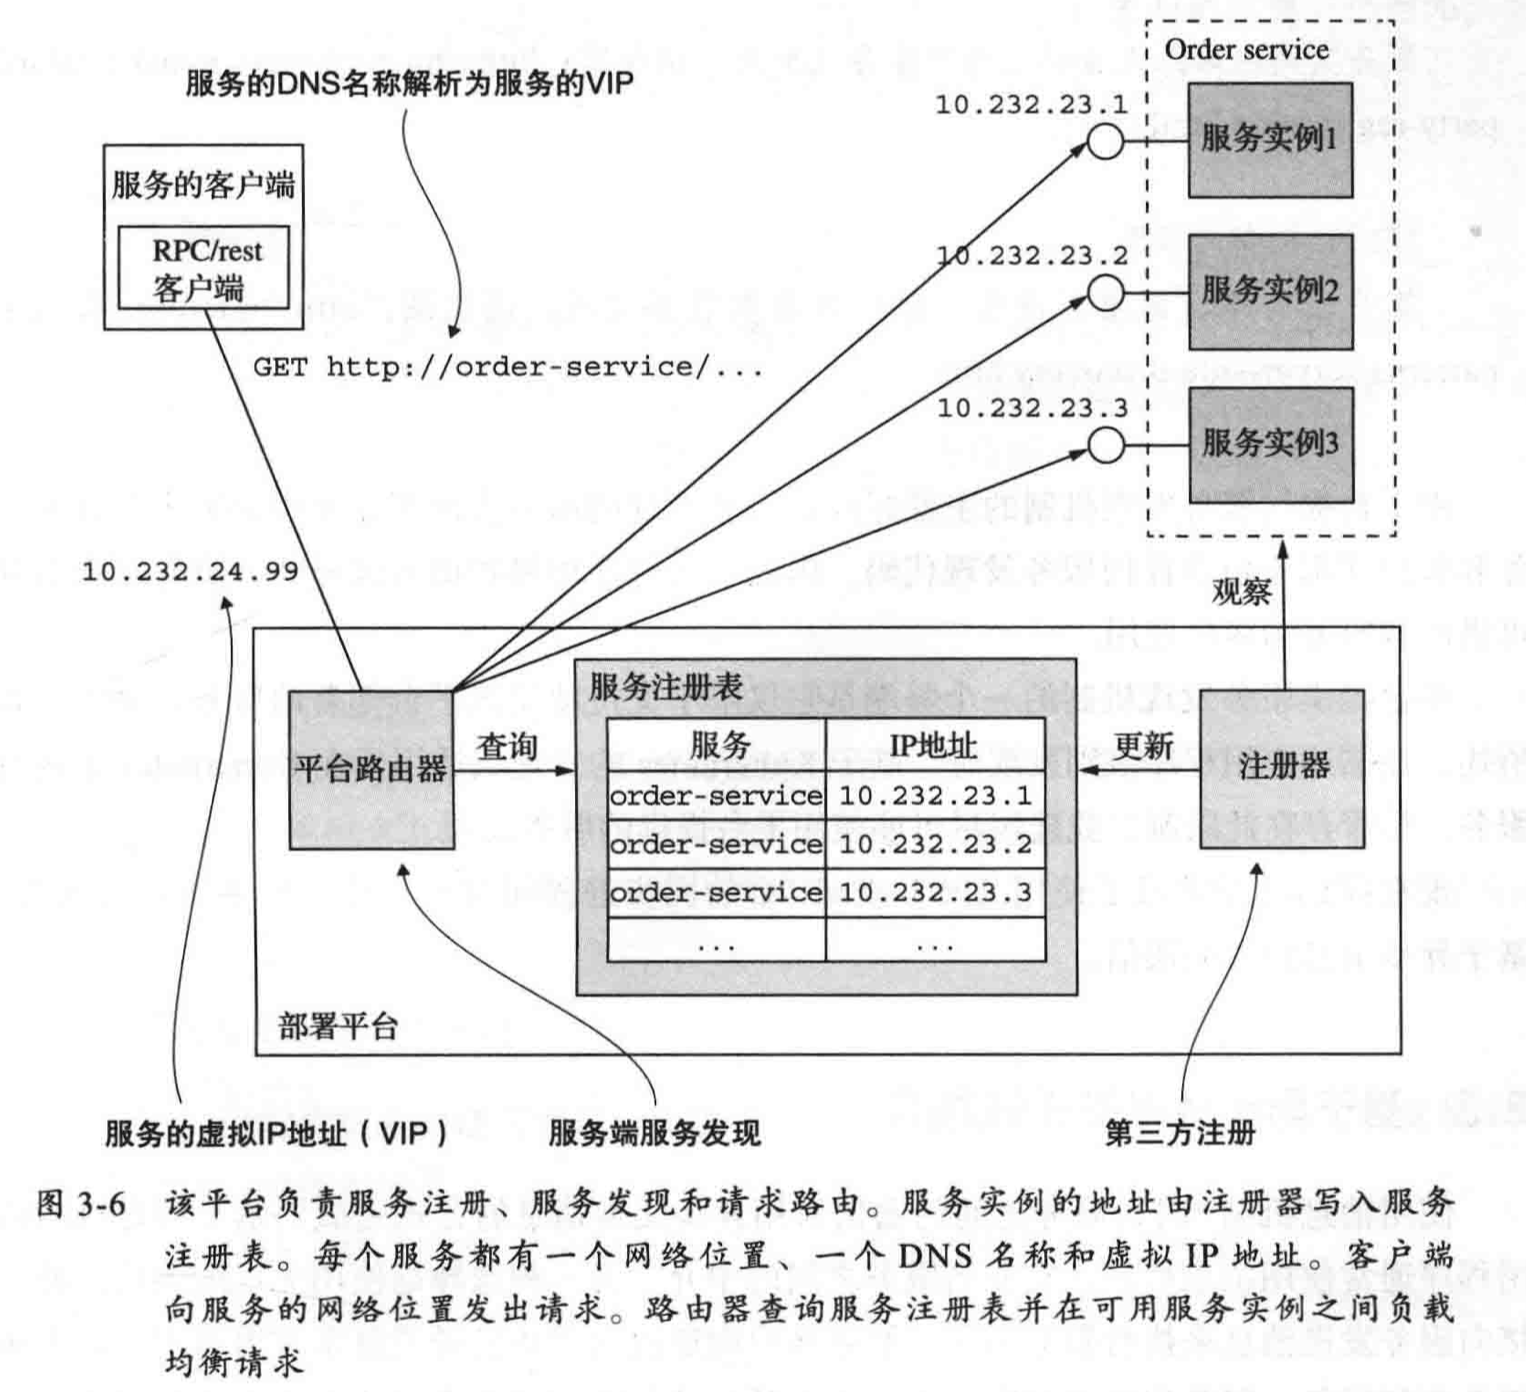 Order service
服务的DNS名称解析为服务的VIP
10.232.23.1
服务实例1
服务的客户端
RPC/rest
客户端
10.232.23.2
服务实例2
GET http://order-service/...
10.232.23.3
服务实例3
10.232.24.99
观察
服务注册表
平台路由器
查询
服务
IP地址
order-service
10.232.23.1
order-service
10.232.23.2
order-service
10.232.23.3
...
...
更新
注册器
部署平台
服务的虚拟IP地址（VIP）
服务端服务发现
第三方注册
图 3-6 该平台负责服务注册、服务发现和请求路由。服务实例的地址由注册器写入服务
注册表。每个服务都有一个网络位置、一个 DNS 名称和虚拟 IP 地址。客户端
向服务的网络位置发出请求。路由器查询服务注册表并在可用服务实例之间负载
均衡请求